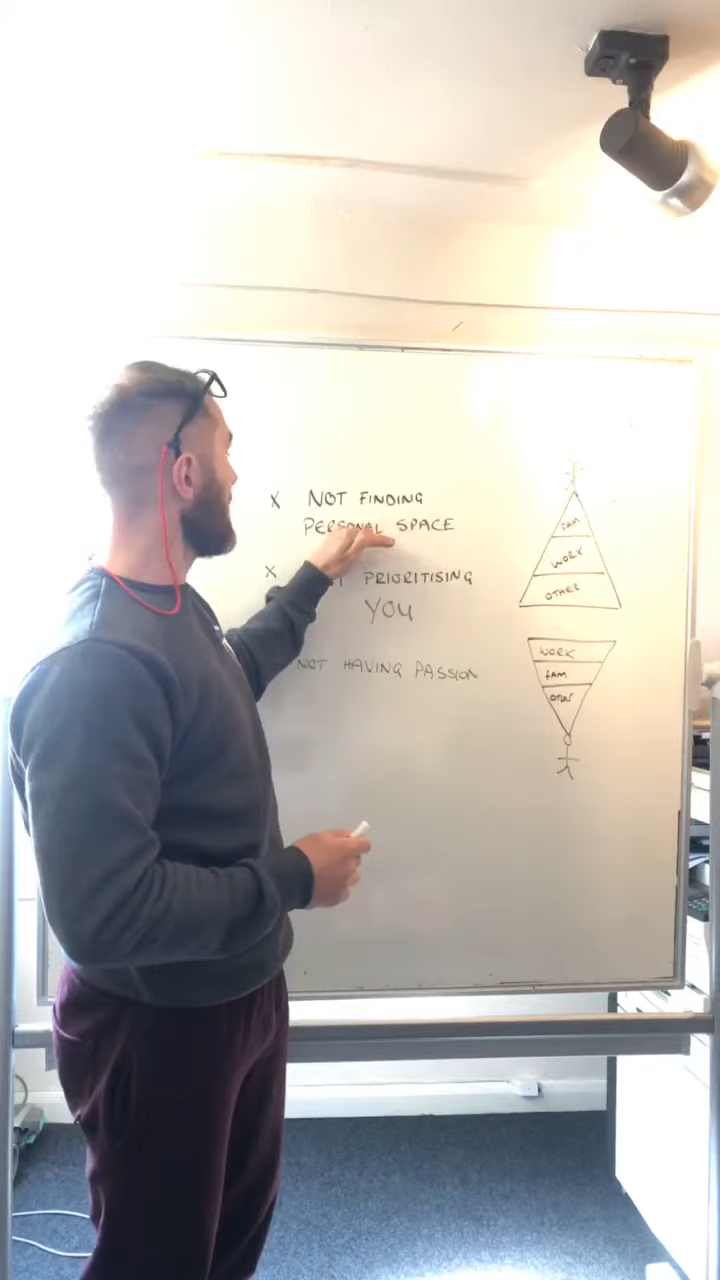 X NOT FINDING
PERSONAL SPACE
X PRIORITISING
YOU
NOT HAVING PASSION
FAM
WORK
OTHER
WORK
FAM
OTHER